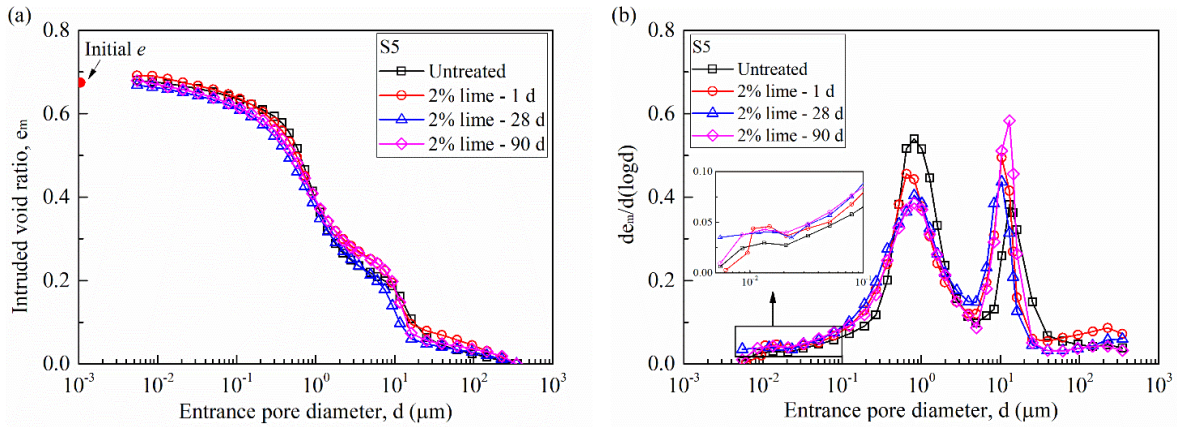 (a)
0.8
0.6
0.4
0.2
0.0
Intruded void ratio, eₘ
Initial e
S5
Untreated
2% lime - 1 d
2% lime - 28 d
2% lime - 90 d
10⁻³ 10⁻² 10⁻¹ 10⁰ 10¹ 10² 10³
Entrance pore diameter, d (μm)
(b)
0.8
0.6
0.4
0.2
0.0
deₘ/d(logd)
S5
Untreated
2% lime - 1 d
2% lime - 28 d
2% lime - 90 d
0.10
0.05
0.00
10⁻² 10⁻¹
10⁻³ 10⁻² 10⁻¹ 10⁰ 10¹ 10² 10³
Entrance pore diameter, d (μm)